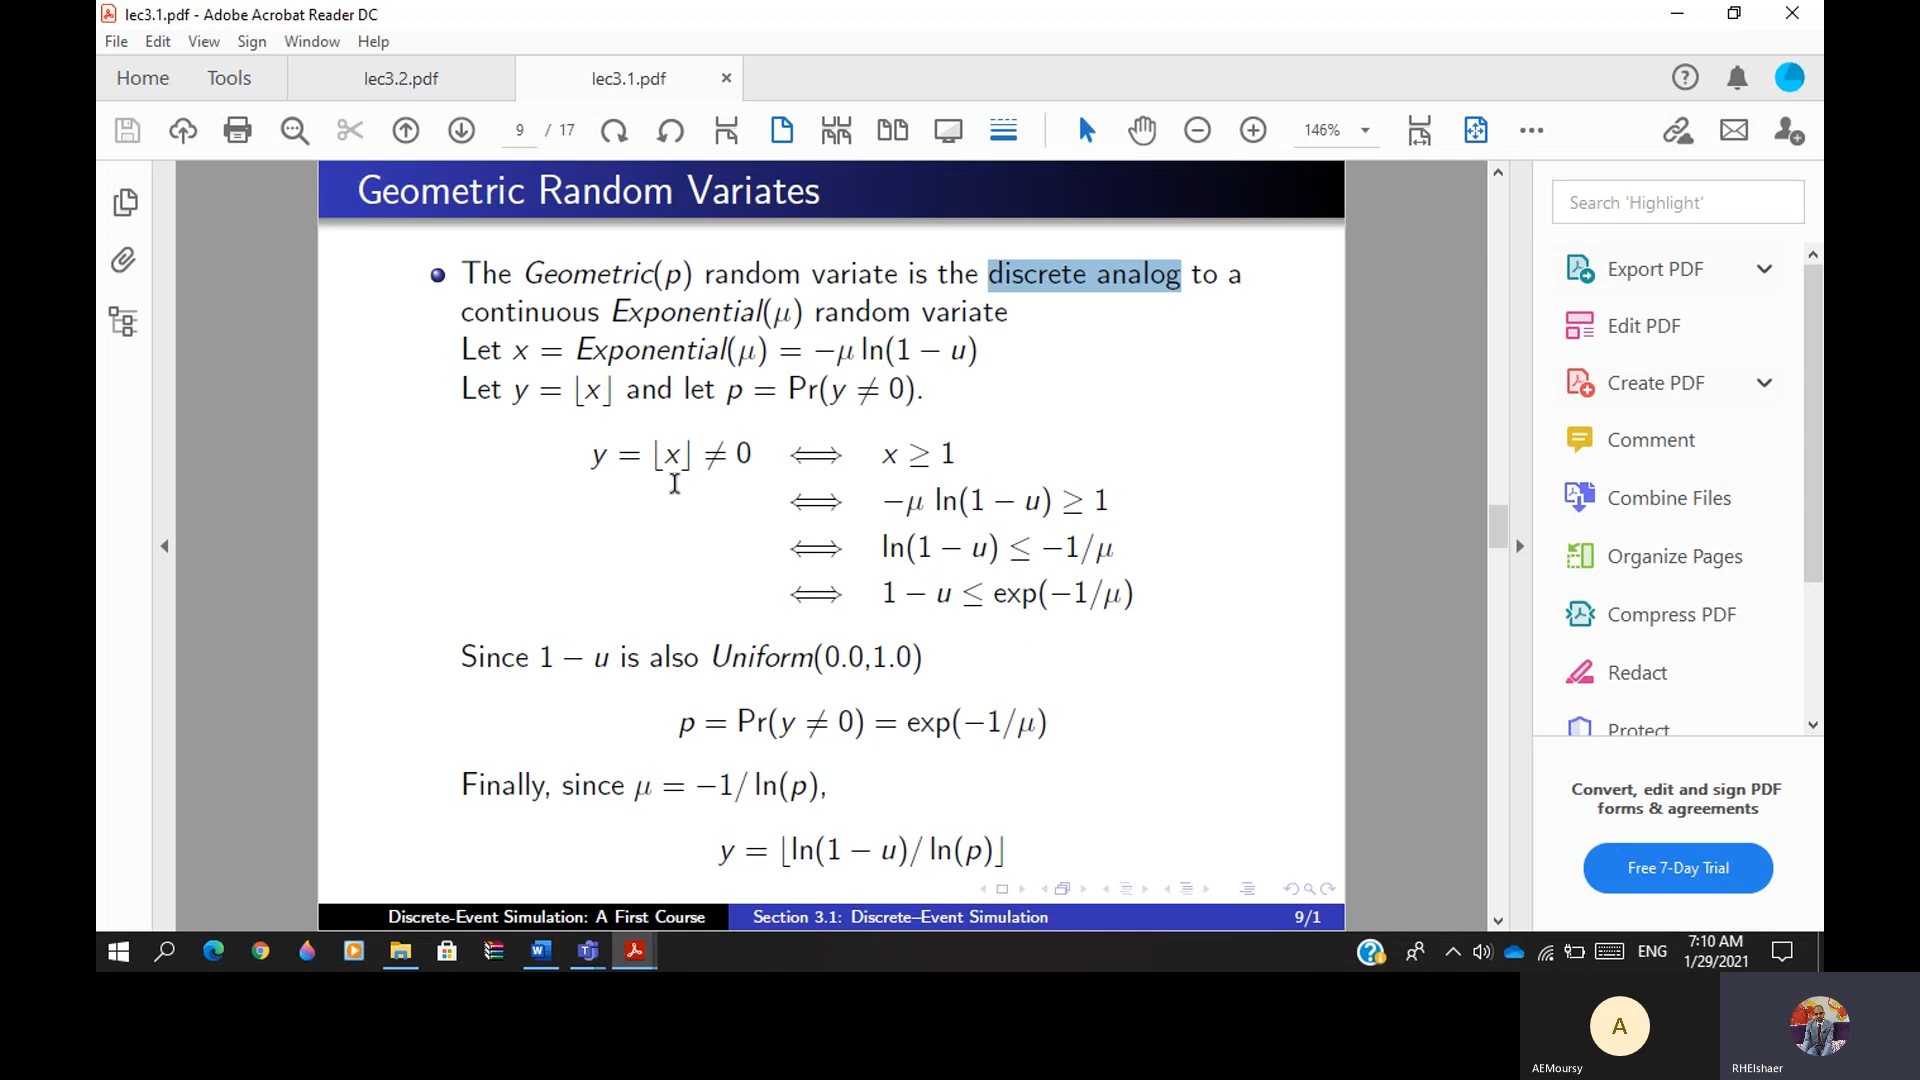 lec3.1.pdf - Adobe Acrobat Reader DC
File Edit View Sign Window Help
Home Tools lec3.2.pdf lec3.1.pdf ×
9 / 17 146%
Geometric Random Variates
The Geometric(p) random variate is the discrete analog to a
continuous Exponential(μ) random variate
Let x = Exponential(μ) = −μ ln(1 − u)
Let y = ⌊x⌋ and let p = Pr(y ≠ 0).
y = ⌊x⌋ ≠ 0 ⟺ x ≥ 1
⟺ −μ ln(1 − u) ≥ 1
⟺ ln(1 − u) ≤ −1/μ
⟺ 1 − u ≤ exp(−1/μ)
Since 1 − u is also Uniform(0.0,1.0)
p = Pr(y ≠ 0) = exp(−1/μ)
Finally, since μ = −1/ ln(p),
y = ⌊ln(1 − u)/ ln(p)⌋
Discrete-Event Simulation: A First Course Section 3.1: Discrete–Event Simulation 9/1
Search 'Highlight'
Export PDF
Edit PDF
Create PDF
Comment
Combine Files
Organize Pages
Compress PDF
Redact
Protect
Convert, edit and sign PDF
forms & agreements
Free 7-Day Trial
ENG
7:10 AM
1/29/2021
A
AEMoursy
RHElshaer